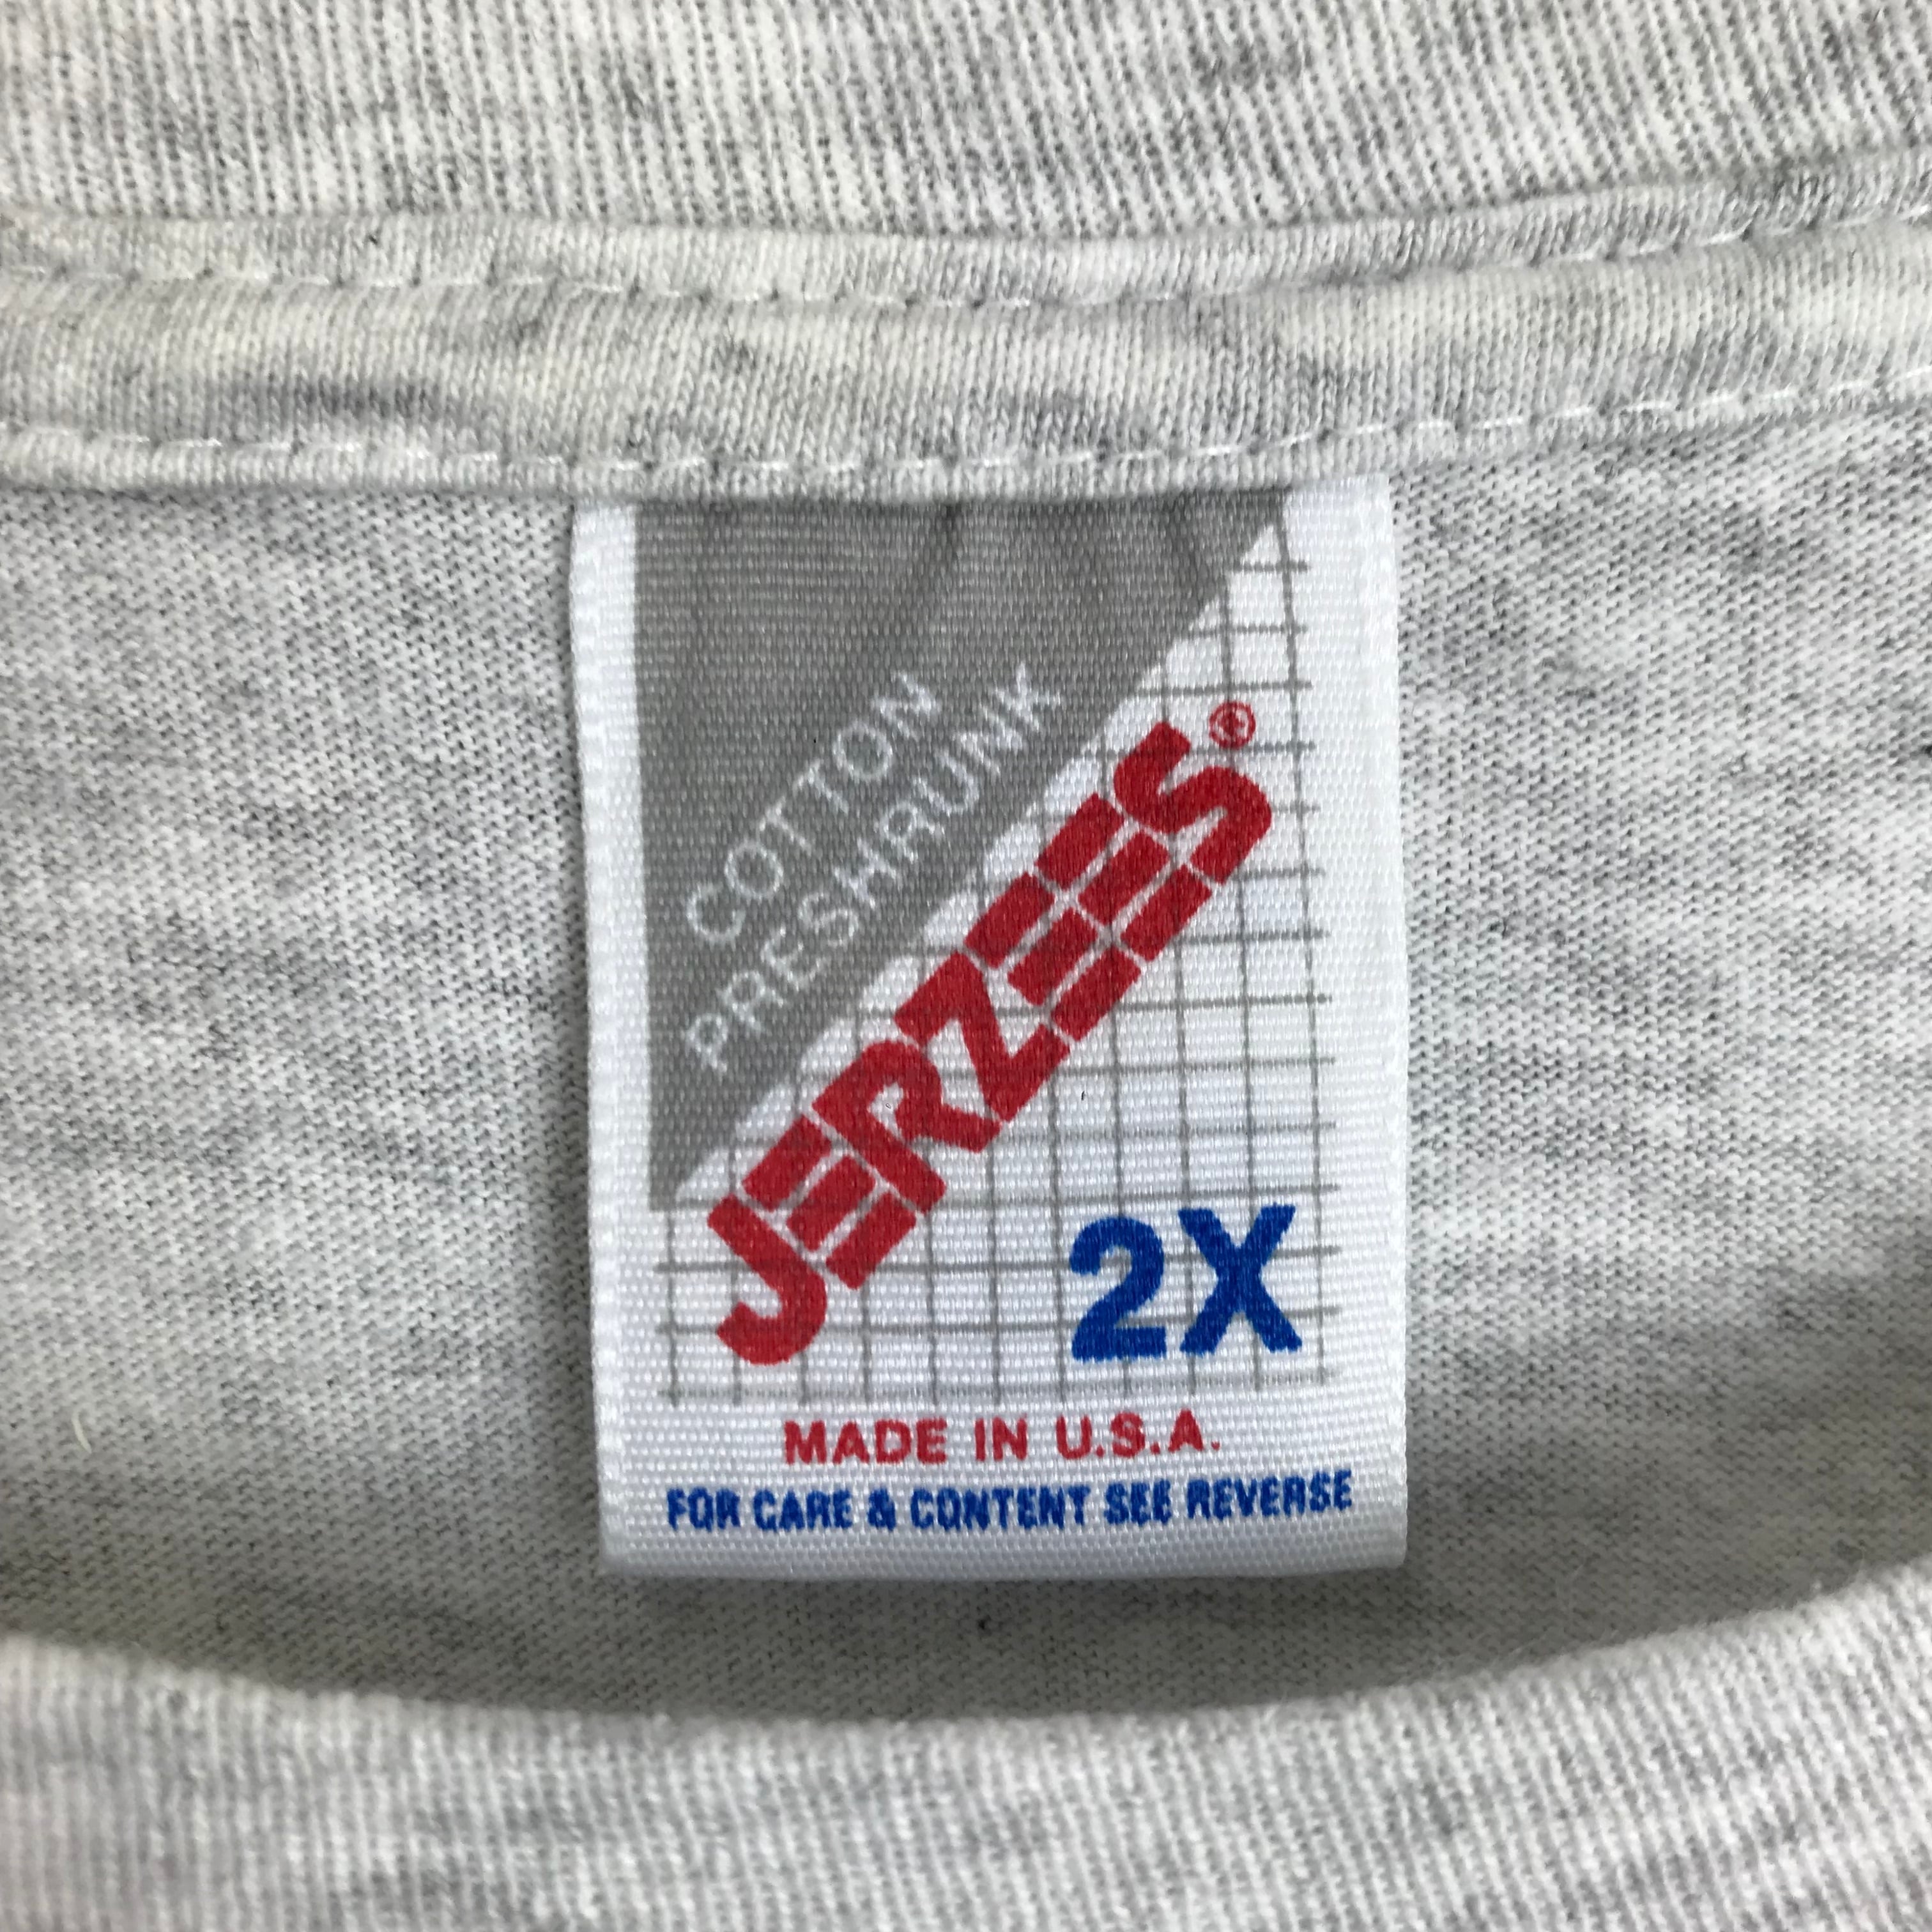 COTTON
PRESHRUNK
JERZEES®
2X
MADE IN U.S.A.
FOR CARE & CONTENT SEE REVERSE